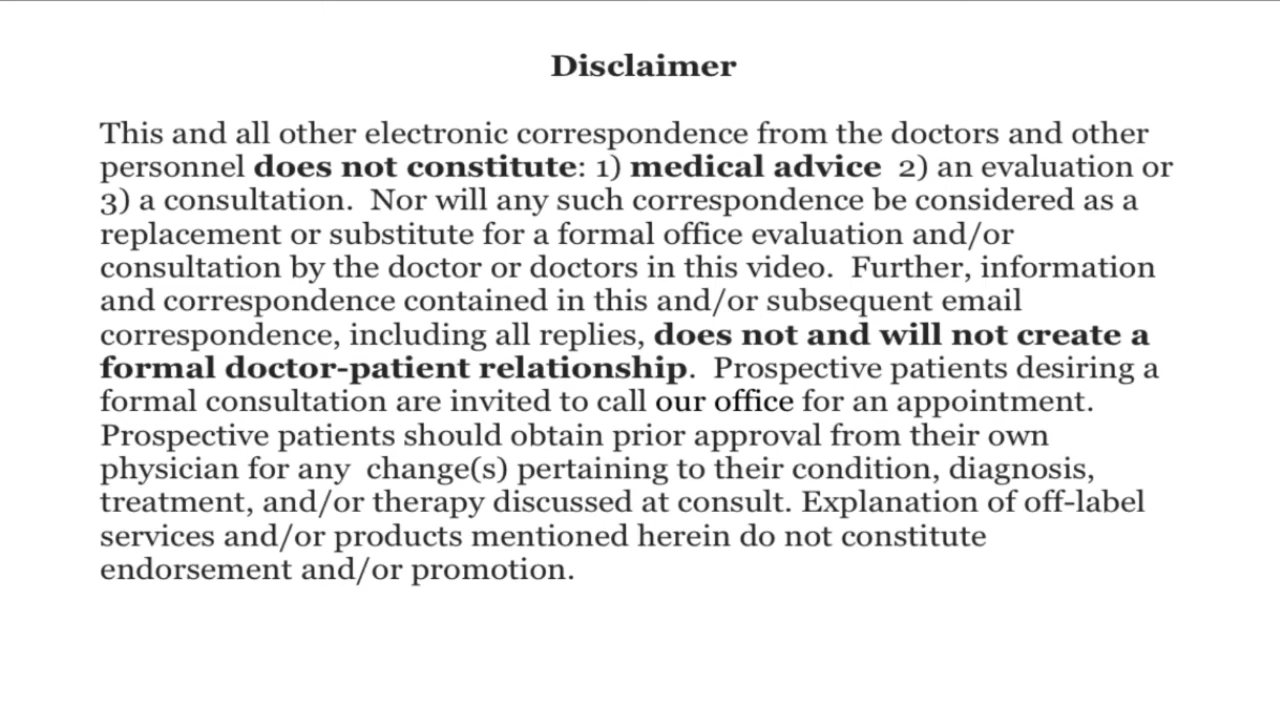 Disclaimer
This and all other electronic correspondence from the doctors and other
personnel does not constitute: 1) medical advice  2) an evaluation or
3) a consultation.  Nor will any such correspondence be considered as a
replacement or substitute for a formal office evaluation and/or
consultation by the doctor or doctors in this video.  Further, information
and correspondence contained in this and/or subsequent email
correspondence, including all replies, does not and will not create a
formal doctor-patient relationship.  Prospective patients desiring a
formal consultation are invited to call our office for an appointment.
Prospective patients should obtain prior approval from their own
physician for any  change(s) pertaining to their condition, diagnosis,
treatment, and/or therapy discussed at consult. Explanation of off-label
services and/or products mentioned herein do not constitute
endorsement and/or promotion.